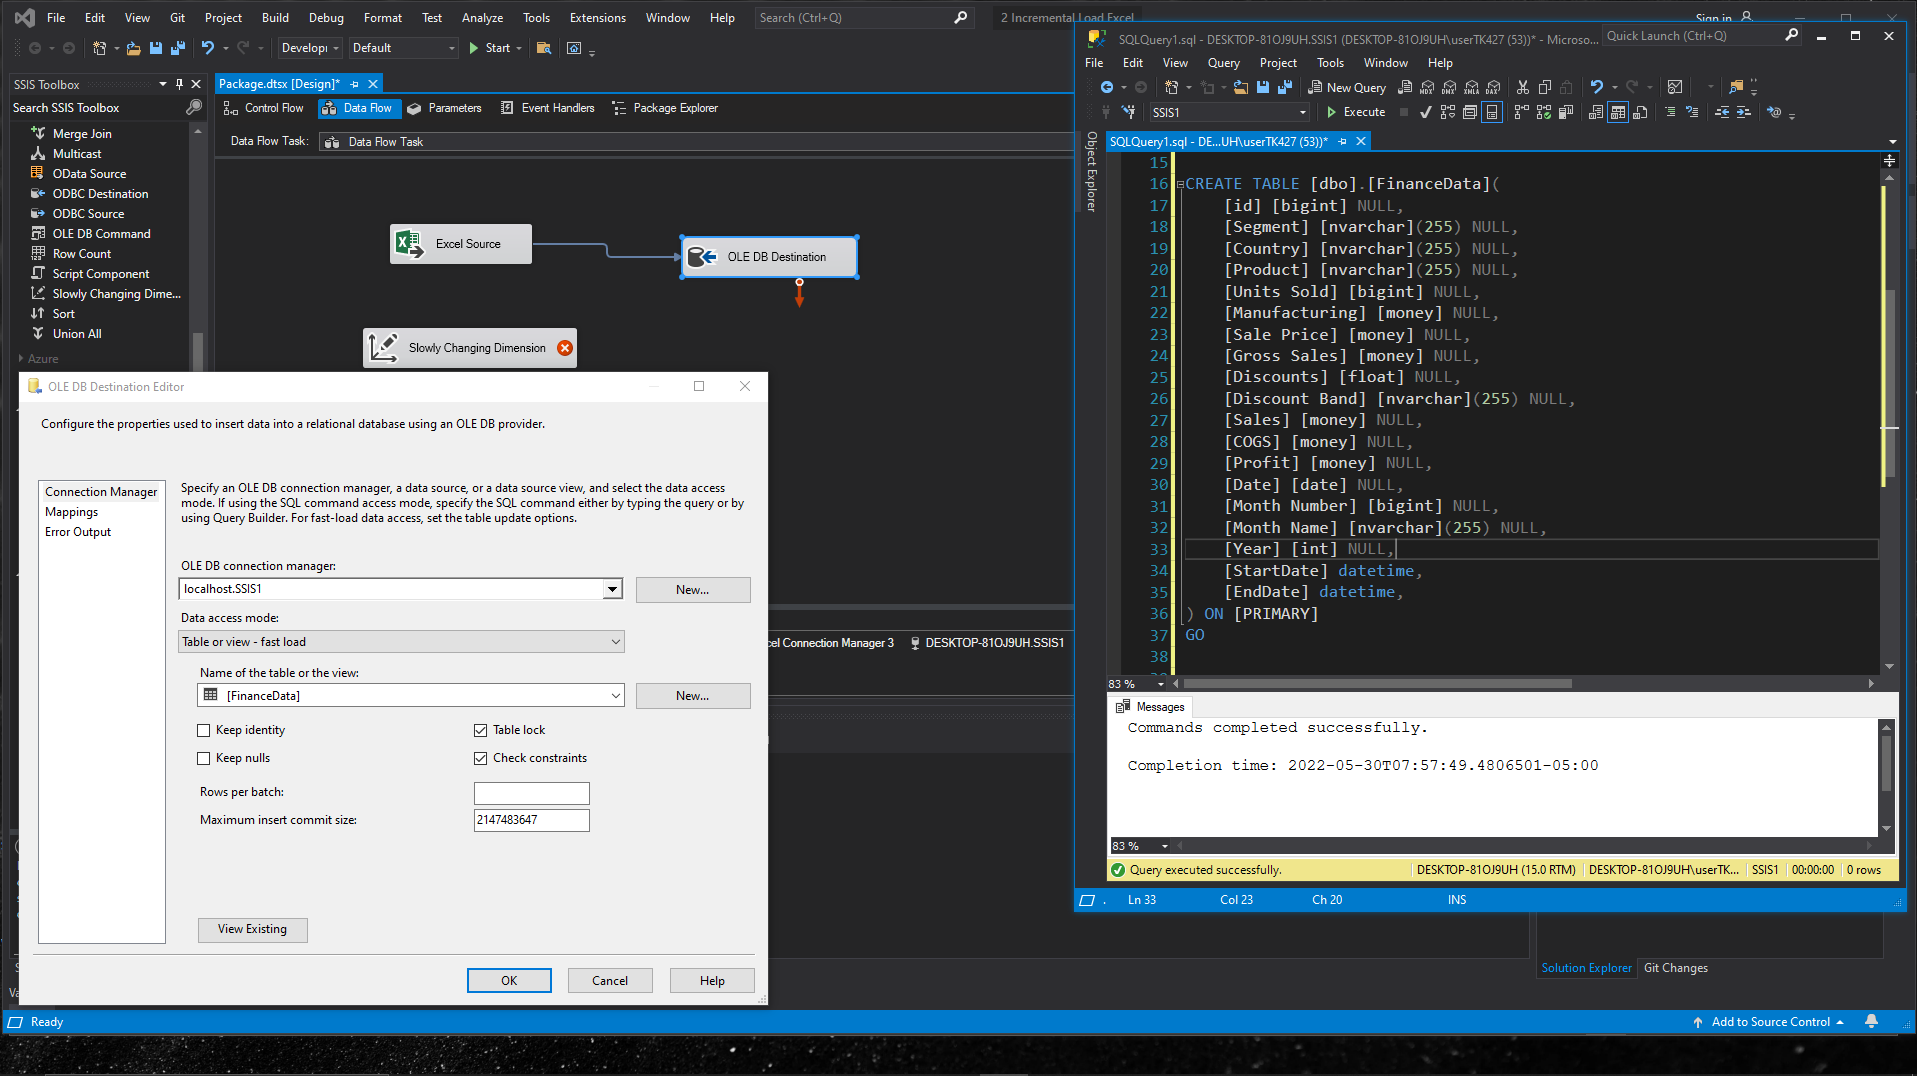 File Edit View Git Project Build Debug Format Test Analyze Tools Extensions Window Help Search (Ctrl+Q) 2 Incremental Load Excel Sign in
Develop Default Start
SSIS Toolbox
Search SSIS Toolbox
Merge Join
Multicast
OData Source
ODBC Destination
ODBC Source
OLE DB Command
Row Count
Script Component
Slowly Changing Dime...
Sort
Union All
Azure
Package.dtsx [Design]*
Control Flow Data Flow Parameters Event Handlers Package Explorer
Data Flow Task: Data Flow Task
Excel Source
OLE DB Destination
Slowly Changing Dimension
OLE DB Destination Editor
Configure the properties used to insert data into a relational database using an OLE DB provider.
Connection Manager
Mappings
Error Output
Specify an OLE DB connection manager, a data source, or a data source view, and select the data access
mode. If using the SQL command access mode, specify the SQL command either by typing the query or by
using Query Builder. For fast-load data access, set the table update options.
OLE DB connection manager:
localhost.SSIS1 New...
Data access mode:
Table or view - fast load
Name of the table or the view:
[FinanceData] New...
Keep identity Table lock
Keep nulls Check constraints
Rows per batch:
Maximum insert commit size: 2147483647
View Existing
OK Cancel Help
cel Connection Manager 3 DESKTOP-81OJ9UH.SSIS1
SQLQuery1.sql - DESKTOP-81OJ9UH.SSIS1 (DESKTOP-81OJ9UH\userTK427 (53))* - Microso... Quick Launch (Ctrl+Q)
File Edit View Query Project Tools Window Help
New Query MDX DMX XMLA DAX
SSIS1 Execute
Object Explorer
SQLQuery1.sql - DE...UH\userTK427 (53))*
15
16 CREATE TABLE [dbo].[FinanceData](
17 [id] [bigint] NULL,
18 [Segment] [nvarchar](255) NULL,
19 [Country] [nvarchar](255) NULL,
20 [Product] [nvarchar](255) NULL,
21 [Units Sold] [bigint] NULL,
22 [Manufacturing] [money] NULL,
23 [Sale Price] [money] NULL,
24 [Gross Sales] [money] NULL,
25 [Discounts] [float] NULL,
26 [Discount Band] [nvarchar](255) NULL,
27 [Sales] [money] NULL,
28 [COGS] [money] NULL,
29 [Profit] [money] NULL,
30 [Date] [date] NULL,
31 [Month Number] [bigint] NULL,
32 [Month Name] [nvarchar](255) NULL,
33 [Year] [int] NULL,
34 [StartDate] datetime,
35 [EndDate] datetime,
36 ) ON [PRIMARY]
37 GO
38
83 %
Messages
Commands completed successfully.
Completion time: 2022-05-30T07:57:49.4806501-05:00
83 %
Query executed successfully. DESKTOP-81OJ9UH (15.0 RTM) DESKTOP-81OJ9UH\userTK... SSIS1 00:00:00 0 rows
Ln 33 Col 23 Ch 20 INS
Solution Explorer Git Changes
Ready Add to Source Control